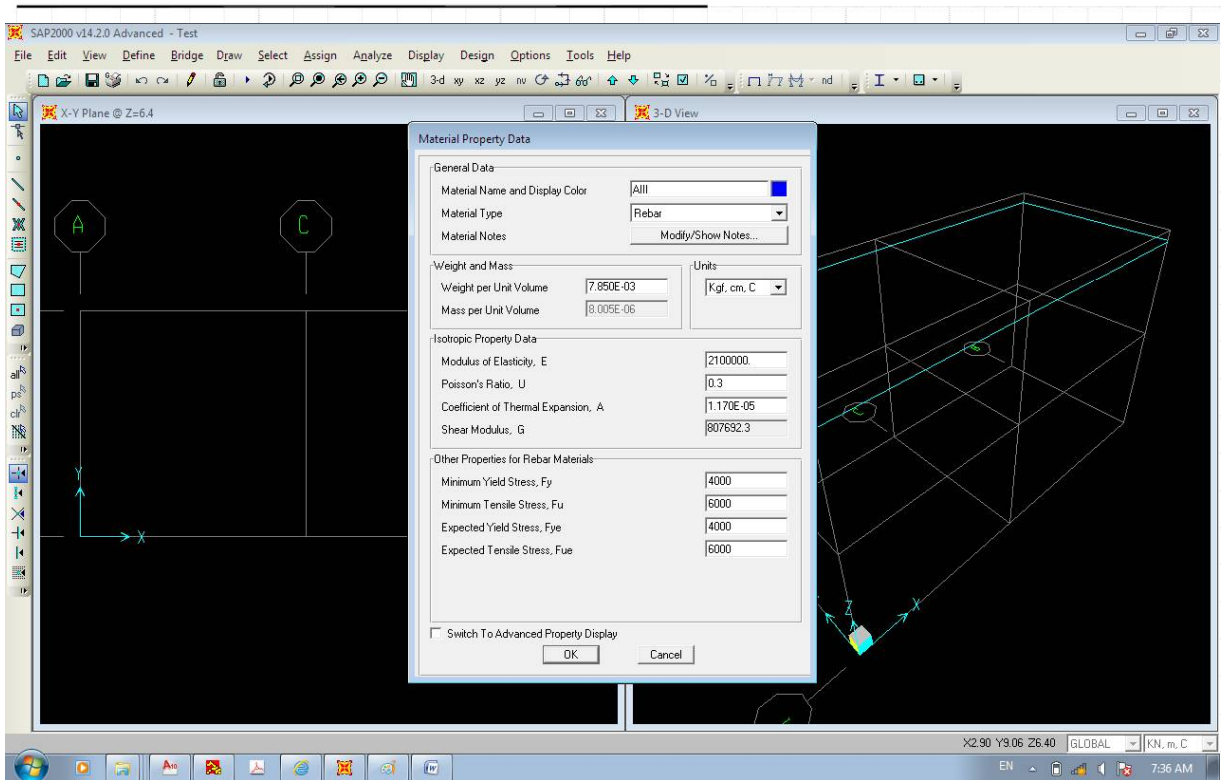 SAP2000 v14.2.0 Advanced - Test
File Edit View Define Bridge Draw Select Assign Analyze Display Design Options Tools Help
3-d xy xz yz nv nd
X-Y Plane @ Z=6.4
3-D View
A
C
Y
X
all
ps
clr
Material Property Data
General Data
Material Name and Display Color AIII
Material Type Rebar
Material Notes Modify/Show Notes...
Weight and Mass
Weight per Unit Volume 7.850E-03
Mass per Unit Volume 8.005E-06
Units
Kgf, cm, C
Isotropic Property Data
Modulus of Elasticity, E 2100000.
Poisson's Ratio, U 0.3
Coefficient of Thermal Expansion, A 1.170E-05
Shear Modulus, G 807692.3
Other Properties for Rebar Materials
Minimum Yield Stress, Fy 4000
Minimum Tensile Stress, Fu 6000
Expected Yield Stress, Fye 4000
Expected Tensile Stress, Fue 6000
Switch To Advanced Property Display
OK Cancel
Z
X
X2.90 Y9.06 Z6.40 GLOBAL KN, m, C
EN 7:36 AM